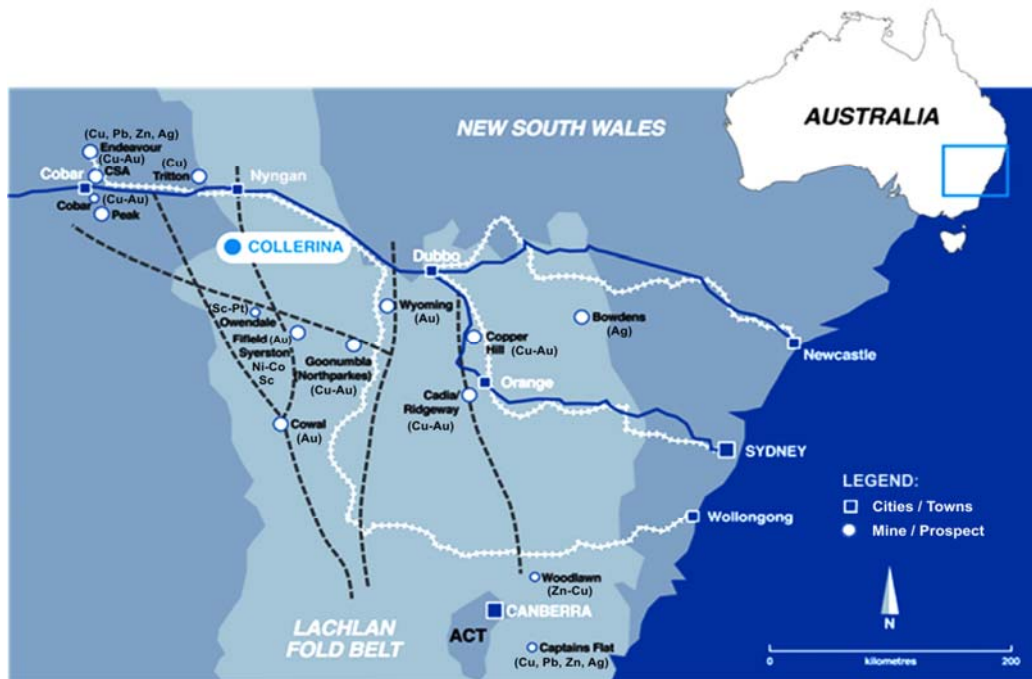 AUSTRALIA
NEW SOUTH WALES
(Cu, Pb, Zn, Ag)
Endeavour
(Cu-Au)
CSA
Cobar
(Cu)
Tritton
Nyngan
Cobar
(Cu-Au)
Peak
COLLERINA
Dubbo
(Sc-Pt)
Owendale
Fifield (Au)
Syerston
Ni-Co
Sc
Goonumbla
(Northparkes)
(Cu-Au)
Wyoming
(Au)
Copper
Hill (Cu-Au)
Bowdens
(Ag)
Newcastle
Orange
Cadia/
Ridgeway
(Cu-Au)
Cowal
(Au)
SYDNEY
LEGEND:
Cities / Towns
Mine / Prospect
Wollongong
Woodlawn
(Zn-Cu)
CANBERRA
ACT
LACHLAN
FOLD BELT
Captains Flat
(Cu, Pb, Zn, Ag)
N
0 kilometres 200